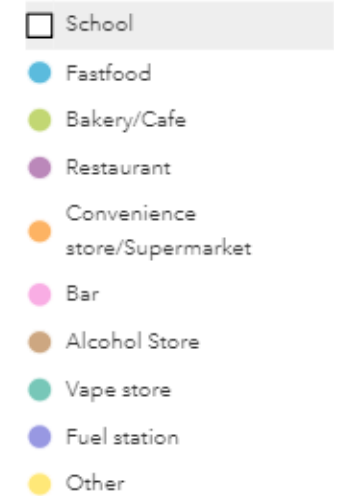 School
Fastfood
Bakery/Cafe
Restaurant
Convenience
store/Supermarket
Bar
Alcohol Store
Vape store
Fuel station
Other